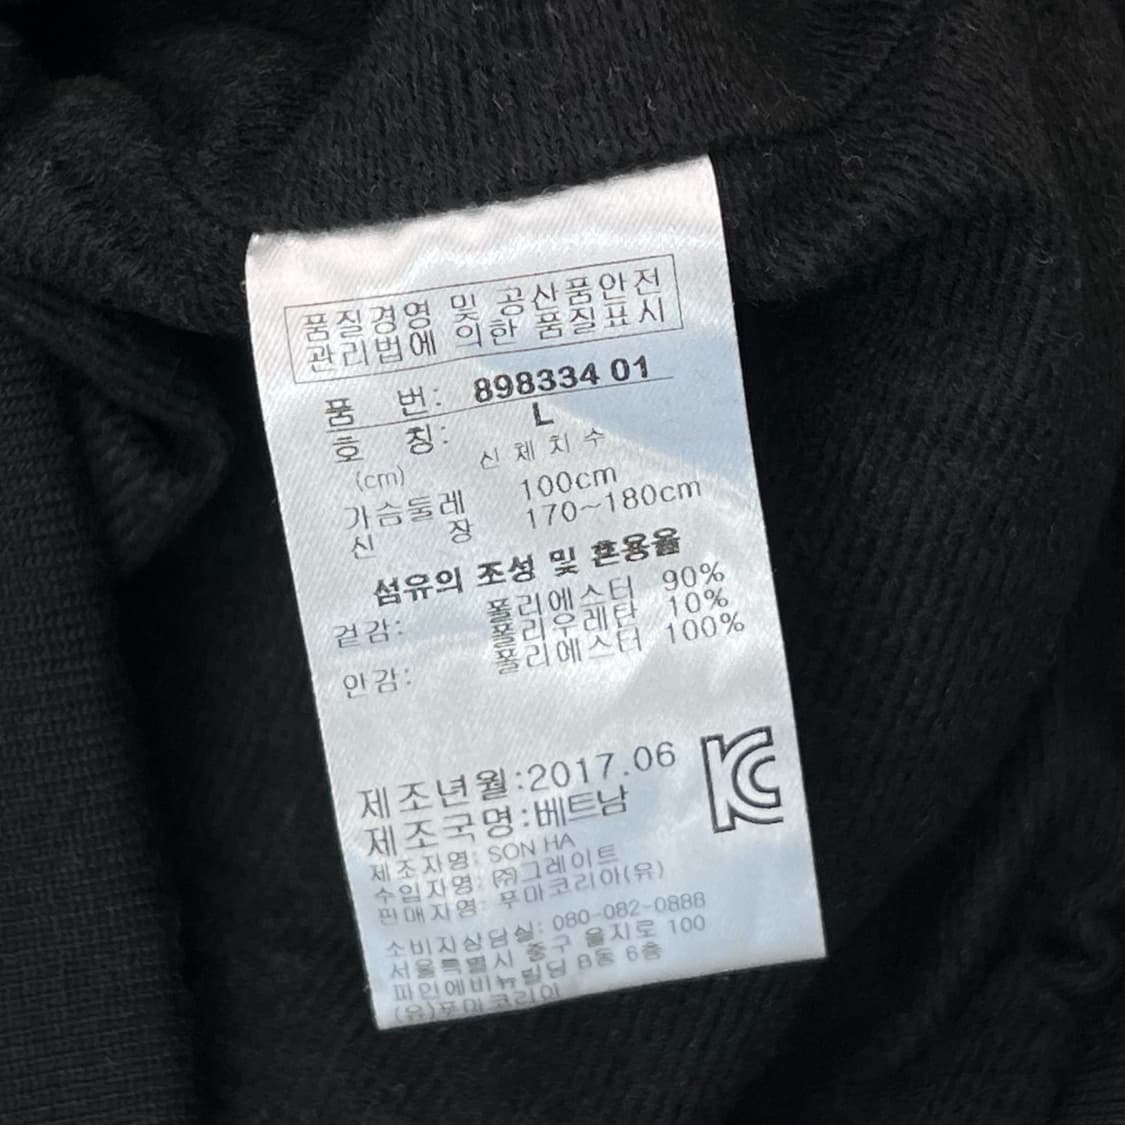 품질경영 및 공산품안전
관리법에 의한 품질표시
품 번: 898334 01
호 칭: L
(cm) 신체치수
가슴둘레 100cm
신 장 170~180cm
섬유의 조성 및 혼용율
겉감: 폴리에스터 90%
폴리우레탄 10%
안감: 폴리에스터 100%
제조년월:2017.06
제조국명:베트남
KC
제조자명: SON HA
수입자명: ㈜그레이트
판매자명: 푸마코리아(유)
소비자상담실: 080-082-0888
서울특별시 중구 을지로 100
파인에비뉴빌딩 B동 6층
(유)푸마코리아